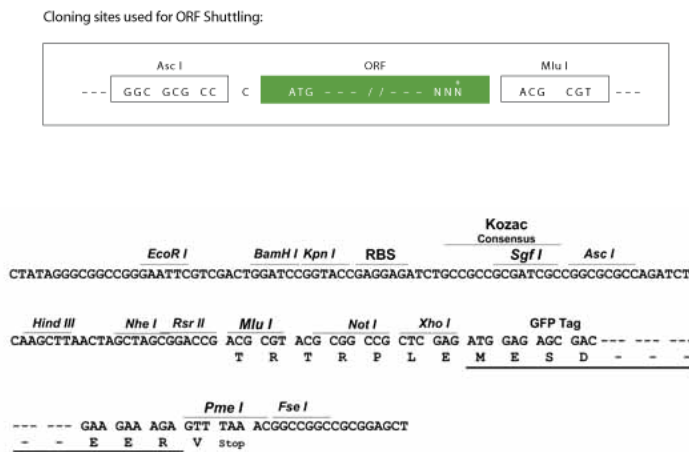 Cloning sites used for ORF Shuttling:
Asc I ORF Mlu I
--- GGC GCG CC C ATG --- // --- NNN* ACG CGT ---
Kozac
Consensus
EcoR I BamH I Kpn I RBS Sgf I Asc I
CTATAGGGCGGCCGGGAATTCGTCGACTGGATCCGGTACCGAGGAGATCTGCCGCCGCGATCGCCGGCGCGCCAGATCT
Hind III Nhe I Rsr II Mlu I Not I Xho I GFP Tag
CAAGCTTAACTAGCTAGCGGACCG ACG CGT ACG CGG CCG CTC GAG ATG GAG AGC GAC --- --- ---
T R T R P L E M E S D - - -
Pme I Fse I
--- --- GAA GAA AGA GTT TAA ACGGCCGGCCGCGGAGCT
- - E E R V Stop